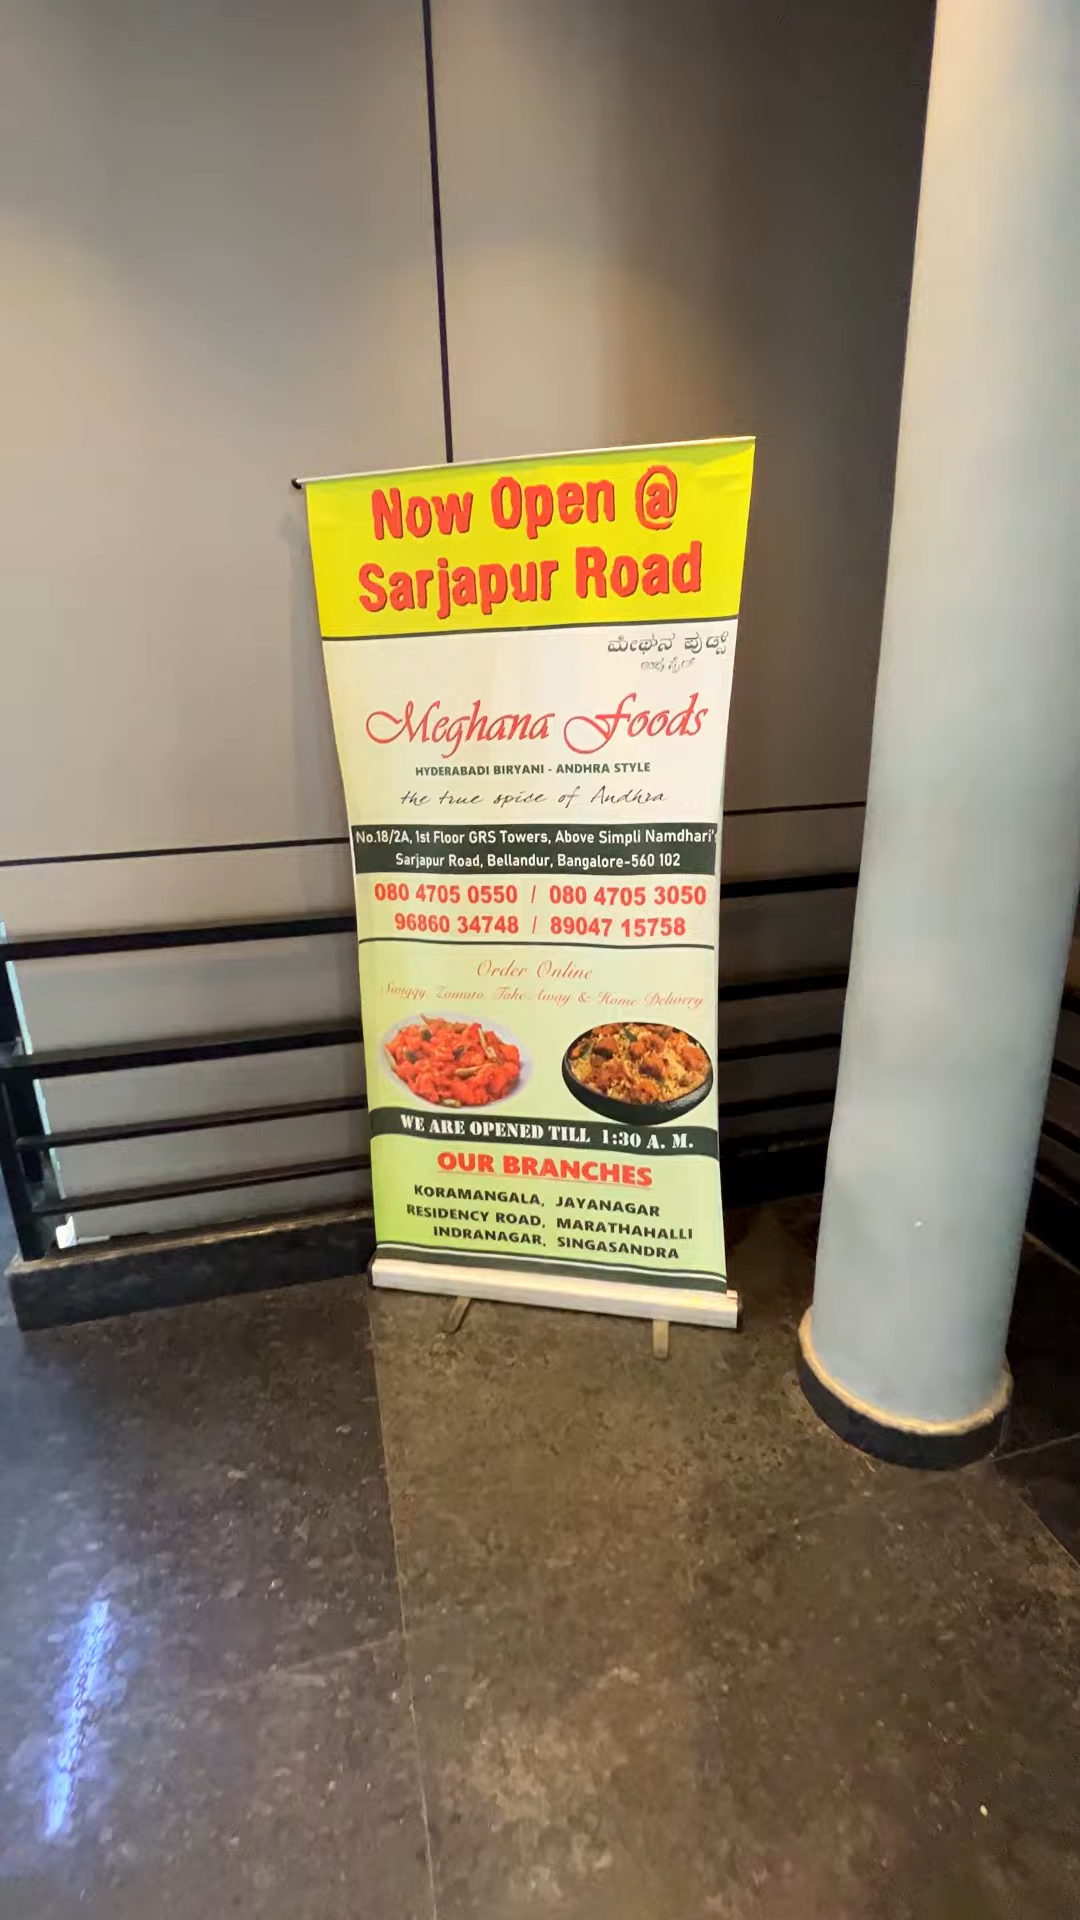 Now Open @
Sarjapur Road
ಮೇಘನ ಫುಡ್ಸ್
Meghana Foods
HYDERABADI BIRYANI - ANDHRA STYLE
the true spice of Andhra
No.18/2A, 1st Floor GRS Towers, Above Simpli Namdhari's
Sarjapur Road, Bellandur, Bangalore-560 102
080 4705 0550 / 080 4705 3050
96860 34748 / 89047 15758
Order Online
Swiggy, Zomato, Take Away & Home Delivery
WE ARE OPENED TILL 1:30 A. M.
OUR BRANCHES
KORAMANGALA, JAYANAGAR
RESIDENCY ROAD, MARATHAHALLI
INDRANAGAR, SINGASANDRA